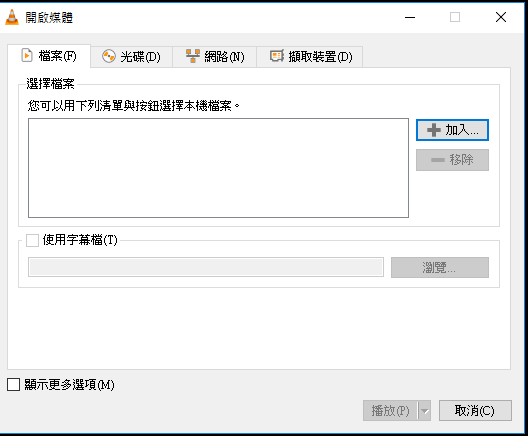 開啟媒體
檔案(F) 光碟(D) 網路(N) 擷取裝置(D)
選擇檔案
您可以用下列清單與按鈕選擇本機檔案。
加入...
移除
使用字幕檔(T)
瀏覽...
顯示更多選項(M)
播放(P) 取消(C)